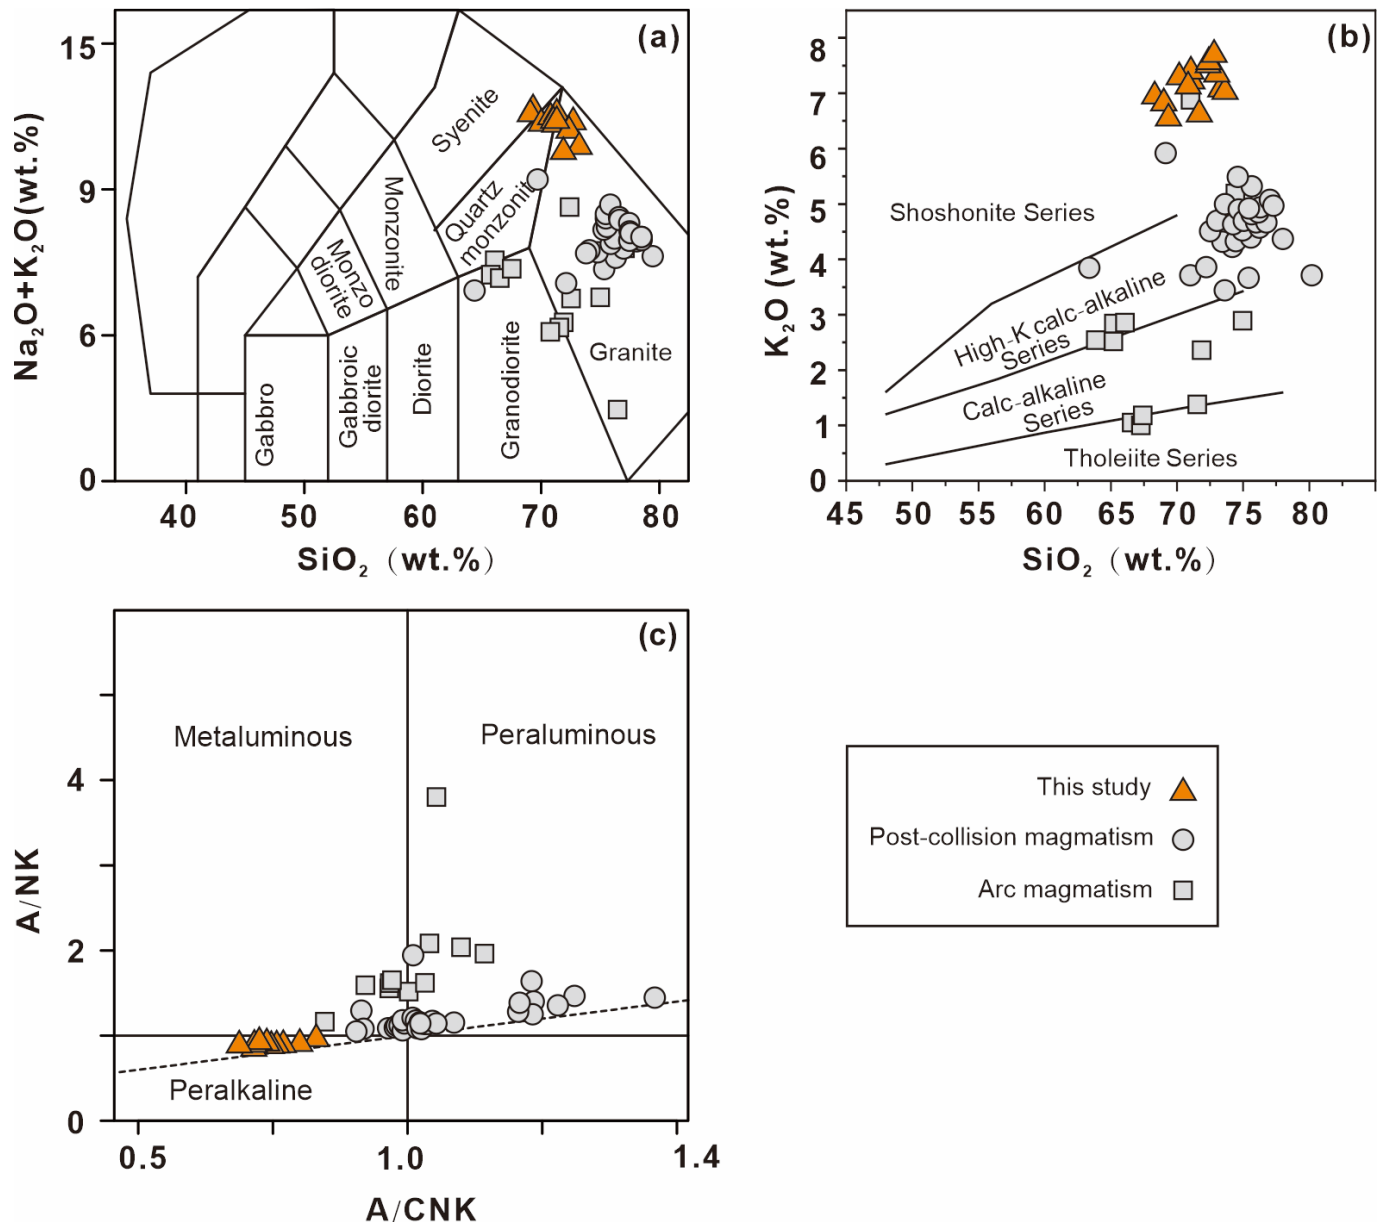 (a)
15
9
6
0
Na₂O+K₂O(wt.%)
Syenite
Quartz
monzonit
Monzonite
Monzo
diorite
Gabbro
Gabbroic
diorite
Diorite
Granodiorite
Granite
40
50
60
70
80
SiO₂ (wt.%)
(b)
8
7
6
5
4
3
2
1
0
K₂O (wt.%)
Shoshonite Series
High-K calc-alkaline
Series
Calc-alkaline
Series
Tholeiite Series
45
50
55
60
65
70
75
80
SiO₂ (wt.%)
(c)
Metaluminous
Peraluminous
4
2
0
A/NK
Peralkaline
0.5
1.0
1.4
A/CNK
This study
Post-collision magmatism
Arc magmatism